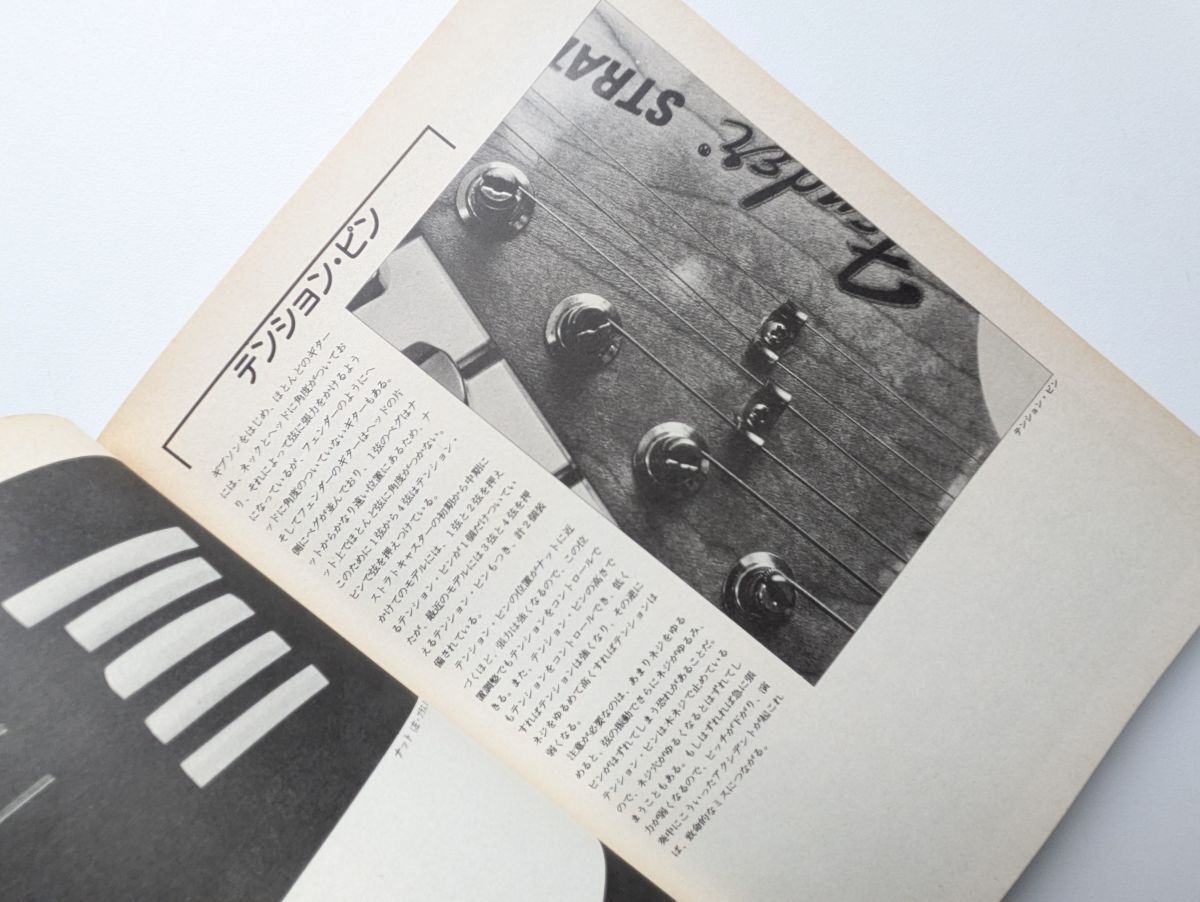 テンション・ピン
ギブソンをはじめ、ほとんどのギター
には、ネックとヘッドに角度がついてお
り、それによって弦に張力をかけるよう
になっているが、フェンダーのようにヘ
ッドに角度のついていないギターもある。
そしてフェンダーのギターはヘッドの片
側にペグが並んでおり、1弦のペグはナ
ットからかなり遠い位置にあるため、ナ
ット上でほとんど弦に角度がつかない。
このために1弦から4弦はテンション・
ピンで弦を押えつけている。
ストラトキャスターの初期から中期に
かけてのモデルには、1弦と2弦を押え
るテンション・ピンが1個だけついてい
たが、最近のモデルには3弦と4弦を押
えるテンション・ピンもつき、計2個装
備されている。
テンション・ピンの位置がナットに近
づくほど、張力は強くなるので、この位
置調整でもテンションをコントロールで
きる。また、テンション・ピンの高さで
もテンションをコントロールでき、低く
すればテンションは強くなり、その逆に
ネジをゆるめて高くすればテンションは
弱くなる。
注意が必要なのは、あまりネジをゆる
めると、弦の振動でさらにネジがゆるみ、
ピンがはずれてしまう恐れがあることだ。
テンション・ピンは木ネジで止めている
ので、ネジ穴がゆるくなるとはずれてし
まうこともある。もしはずれれば急に張
力が弱くなるので、ピッチが下がり、演
奏中にこういったアクシデントが起これ
ば、致命的なミスにつながる。
Fender STRAT
テンション・ピン
ナット